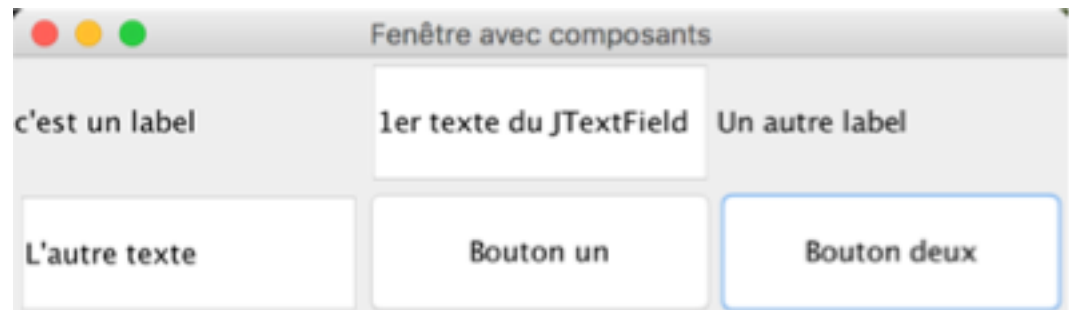 Fenêtre avec composants
c'est un label
1er texte du JTextField
Un autre label
L'autre texte
Bouton un
Bouton deux